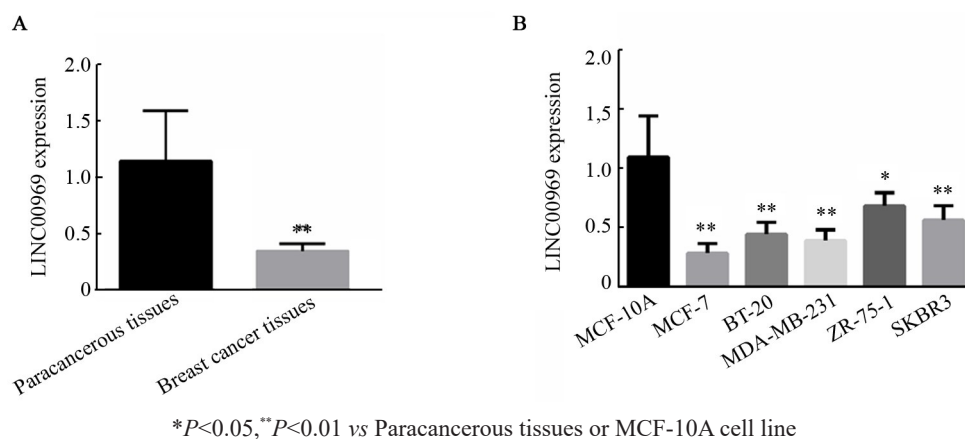 A
LINC00969 expression
2.0
1.5
1.0
0.5
0
**
Paracancerous tissues
Breast cancer tissues
B
LINC00969 expression
2.0
1,5
1.0
0.5
0
**
**
**
*
**
MCF-10A
MCF-7
BT-20
MDA-MB-231
ZR-75-1
SKBR3
*P<0.05,**P<0.01 vs Paracancerous tissues or MCF-10A cell line